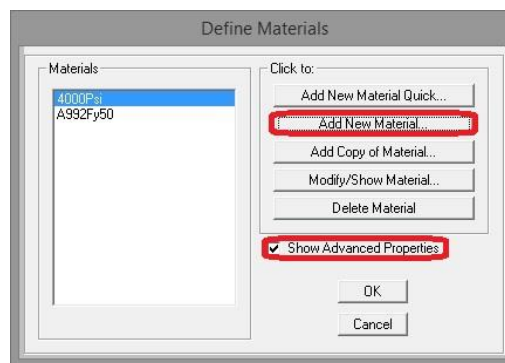 Define Materials
Materials
4000Psi
A992Fy50
Click to:
Add New Material Quick...
Add New Material...
Add Copy of Material...
Modify/Show Material...
Delete Material
Show Advanced Properties
OK
Cancel